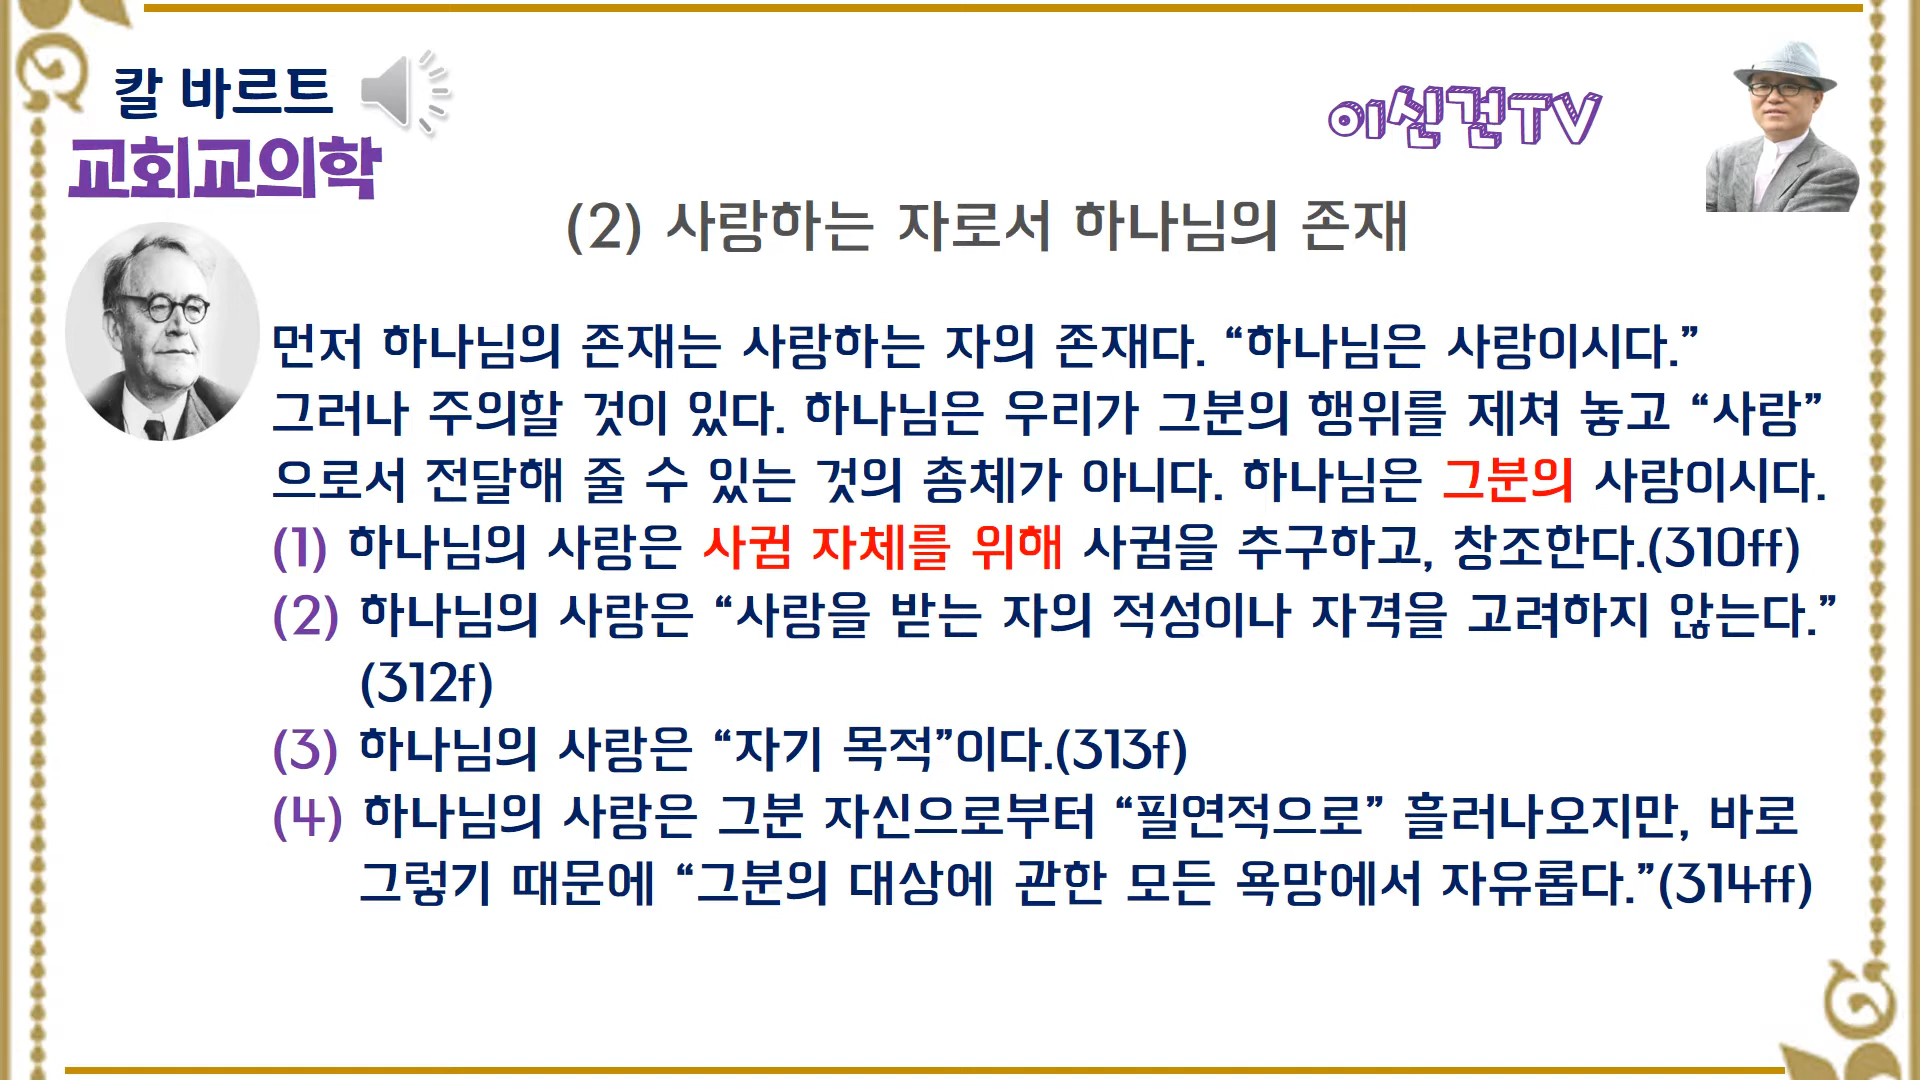 칼 바르트
교회교의학
이신건TV
(2) 사랑하는 자로서 하나님의 존재
먼저 하나님의 존재는 사랑하는 자의 존재다. “하나님은 사랑이시다.”
그러나 주의할 것이 있다. 하나님은 우리가 그분의 행위를 제쳐 놓고 “사랑”
으로서 전달해 줄 수 있는 것의 총체가 아니다. 하나님은 그분의 사랑이시다.
(1) 하나님의 사랑은 사귐 자체를 위해 사귐을 추구하고, 창조한다.(310ff)
(2) 하나님의 사랑은 “사랑을 받는 자의 적성이나 자격을 고려하지 않는다.”
(312f)
(3) 하나님의 사랑은 “자기 목적”이다.(313f)
(4) 하나님의 사랑은 그분 자신으로부터 “필연적으로” 흘러나오지만, 바로
그렇기 때문에 “그분의 대상에 관한 모든 욕망에서 자유롭다.”(314ff)